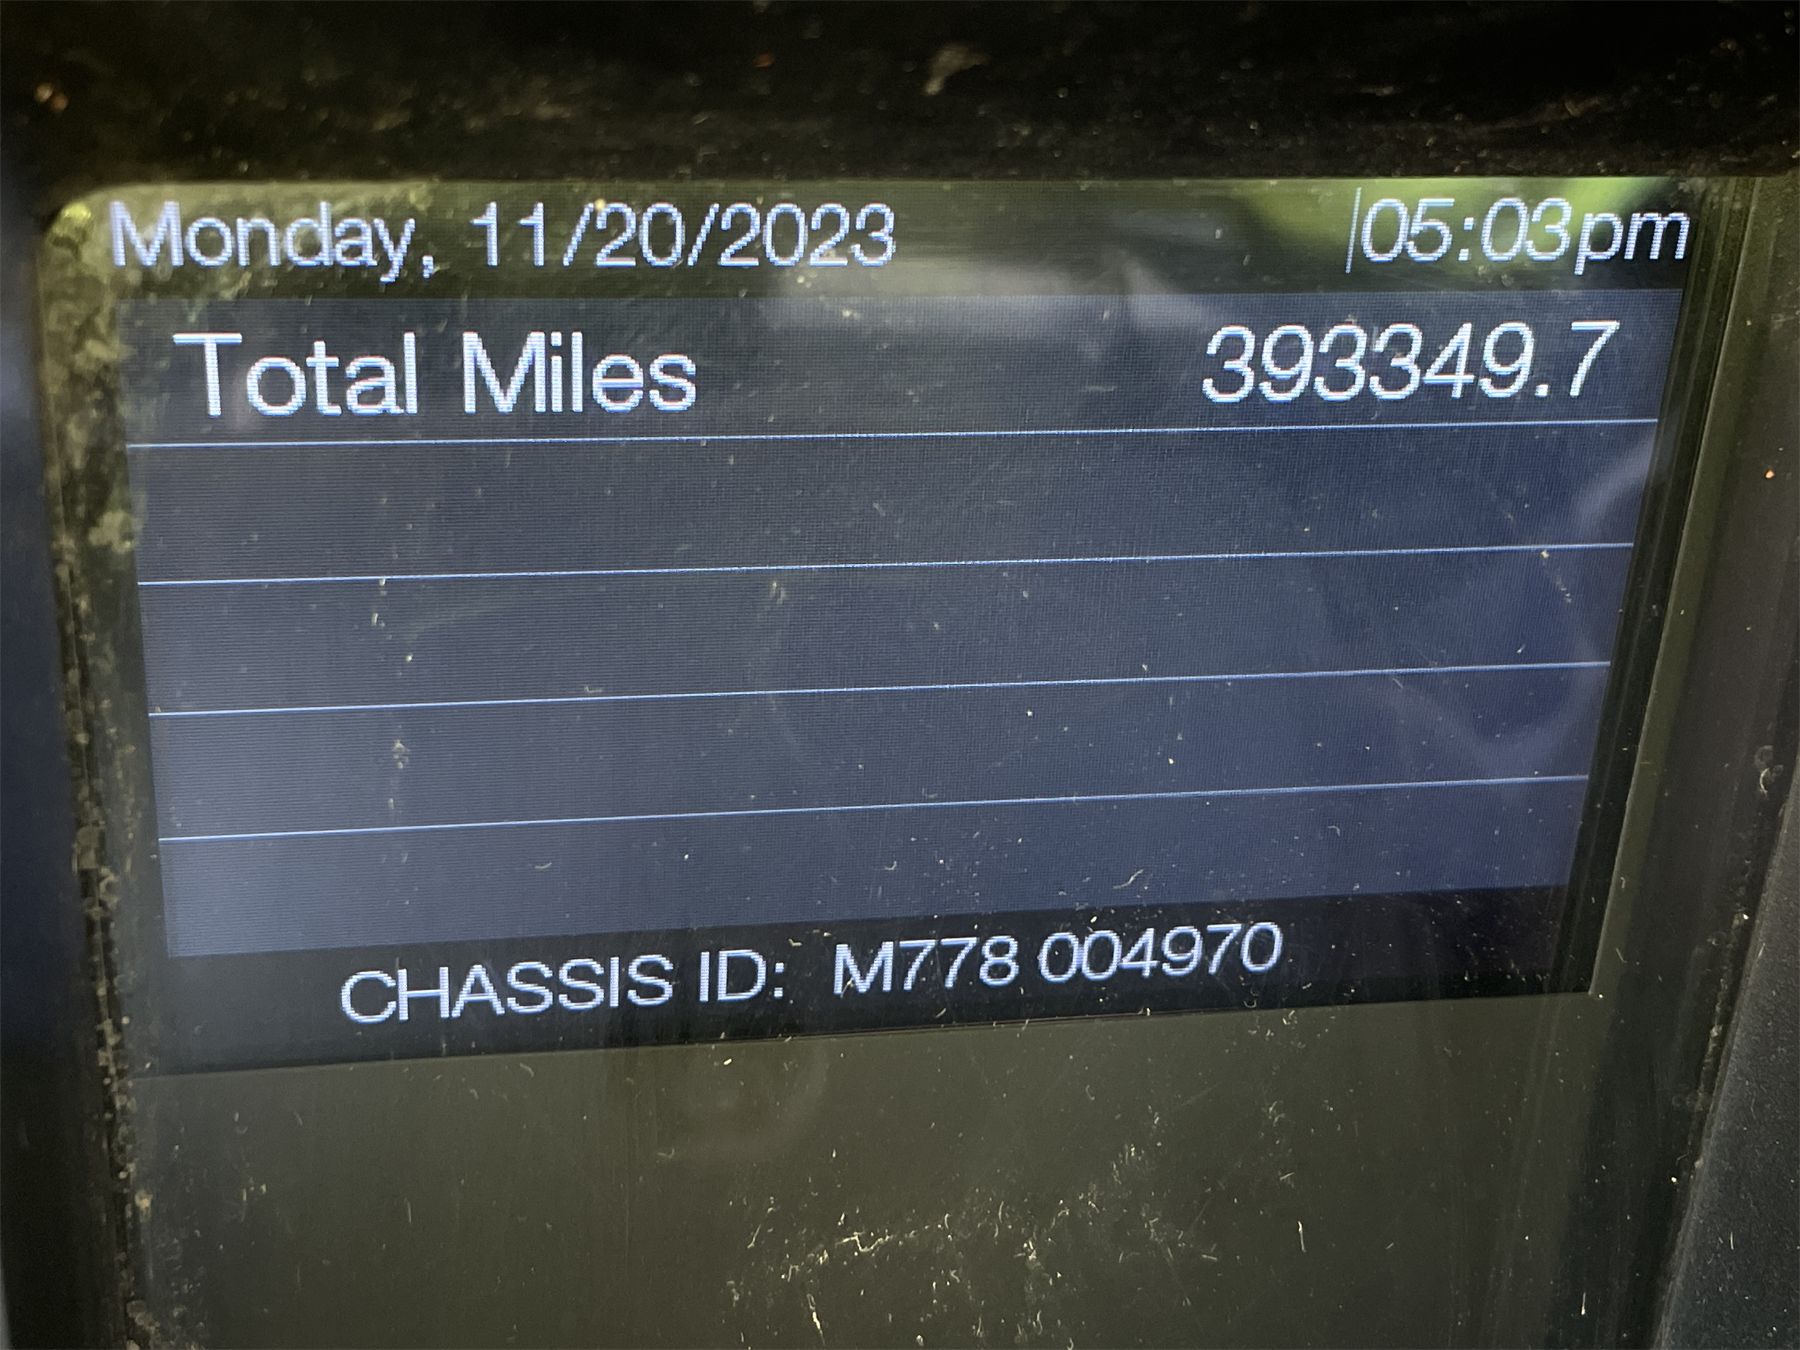 Monday, 11/20/2023 05:03pm
Total Miles 393349.7
CHASSIS ID: M778 004970